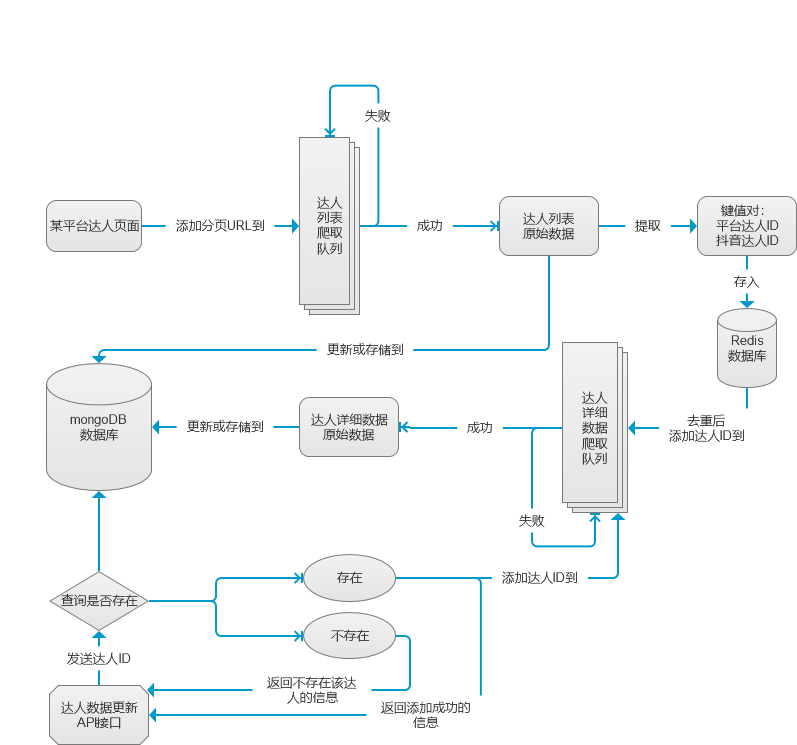 失败
达人
列表
爬取
队列
某平台达人页面
添加分页URL到
成功
达人列表
原始数据
提取
键值对：
平台达人ID
抖音达人ID
存入
Redis
数据库
更新或存储到
mongoDB
数据库
更新或存储到
达人详细数据
原始数据
成功
达人
详细
数据
爬取
队列
去重后
添加达人ID到
失败
查询是否存在
存在
添加达人ID到
不存在
发送达人ID
返回不存在该达
人的信息
达人数据更新
API接口
返回添加成功的
信息